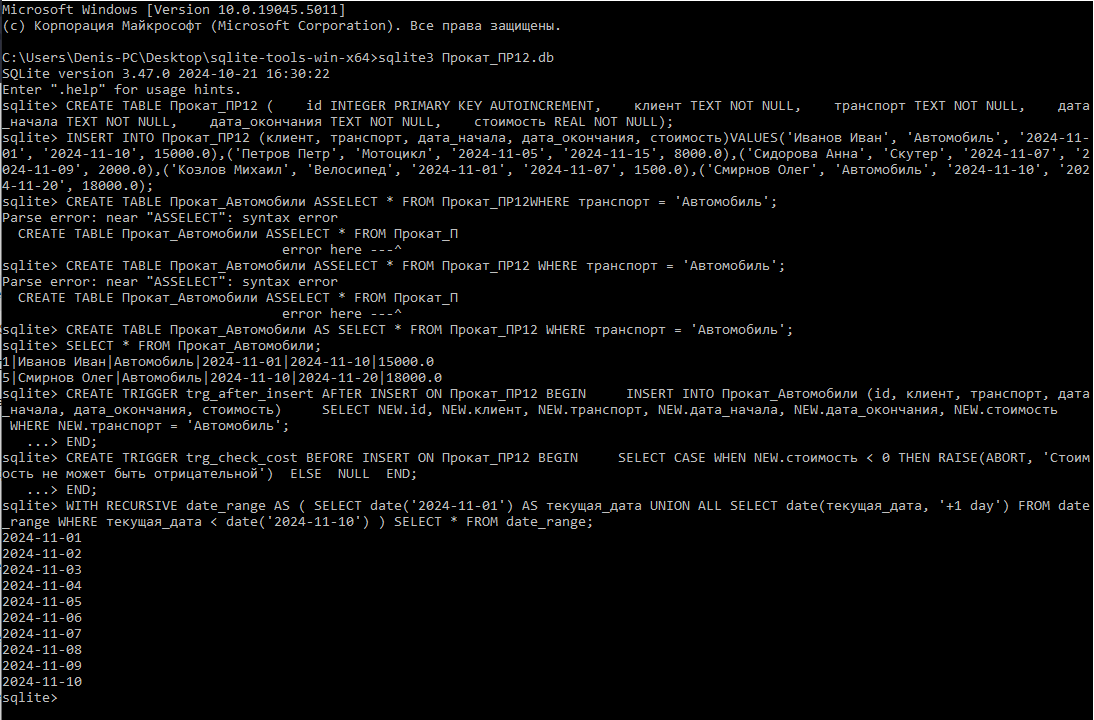 Microsoft Windows [Version 10.0.19045.5011]
(c) Корпорация Майкрософт (Microsoft Corporation). Все права защищены.
C:\Users\Denis-PC\Desktop\sqlite-tools-win-x64>sqlite3 Прокат_ПР12.db
SQLite version 3.47.0 2024-10-21 16:30:22
Enter ".help" for usage hints.
sqlite> CREATE TABLE Прокат_ПР12 (    id INTEGER PRIMARY KEY AUTOINCREMENT,    клиент TEXT NOT NULL,    транспорт TEXT NOT NULL,    дата
_начала TEXT NOT NULL,    дата_окончания TEXT NOT NULL,    стоимость REAL NOT NULL);
sqlite> INSERT INTO Прокат_ПР12 (клиент, транспорт, дата_начала, дата_окончания, стоимость)VALUES('Иванов Иван', 'Автомобиль', '2024-11-
01', '2024-11-10', 15000.0),('Петров Петр', 'Мотоцикл', '2024-11-05', '2024-11-15', 8000.0),('Сидорова Анна', 'Скутер', '2024-11-07', '2
024-11-09', 2000.0),('Козлов Михаил', 'Велосипед', '2024-11-01', '2024-11-07', 1500.0),('Смирнов Олег', 'Автомобиль', '2024-11-10', '202
4-11-20', 18000.0);
sqlite> CREATE TABLE Прокат_Автомобили ASSELECT * FROM Прокат_ПР12WHERE транспорт = 'Автомобиль';
Parse error: near "ASSELECT": syntax error
  CREATE TABLE Прокат_Автомобили ASSELECT * FROM Прокат_П
                                   error here ---^
sqlite> CREATE TABLE Прокат_Автомобили ASSELECT * FROM Прокат_ПР12 WHERE транспорт = 'Автомобиль';
Parse error: near "ASSELECT": syntax error
  CREATE TABLE Прокат_Автомобили ASSELECT * FROM Прокат_П
                                   error here ---^
sqlite> CREATE TABLE Прокат_Автомобили AS SELECT * FROM Прокат_ПР12 WHERE транспорт = 'Автомобиль';
sqlite> SELECT * FROM Прокат_Автомобили;
1|Иванов Иван|Автомобиль|2024-11-01|2024-11-10|15000.0
5|Смирнов Олег|Автомобиль|2024-11-10|2024-11-20|18000.0
sqlite> CREATE TRIGGER trg_after_insert AFTER INSERT ON Прокат_ПР12 BEGIN     INSERT INTO Прокат_Автомобили (id, клиент, транспорт, дата
_начала, дата_окончания, стоимость)     SELECT NEW.id, NEW.клиент, NEW.транспорт, NEW.дата_начала, NEW.дата_окончания, NEW.стоимость
 WHERE NEW.транспорт = 'Автомобиль';
   ...> END;
sqlite> CREATE TRIGGER trg_check_cost BEFORE INSERT ON Прокат_ПР12 BEGIN     SELECT CASE WHEN NEW.стоимость < 0 THEN RAISE(ABORT, 'Стоим
ость не может быть отрицательной')  ELSE  NULL  END;
   ...> END;
sqlite> WITH RECURSIVE date_range AS ( SELECT date('2024-11-01') AS текущая_дата UNION ALL SELECT date(текущая_дата, '+1 day') FROM date
_range WHERE текущая_дата < date('2024-11-10') ) SELECT * FROM date_range;
2024-11-01
2024-11-02
2024-11-03
2024-11-04
2024-11-05
2024-11-06
2024-11-07
2024-11-08
2024-11-09
2024-11-10
sqlite>